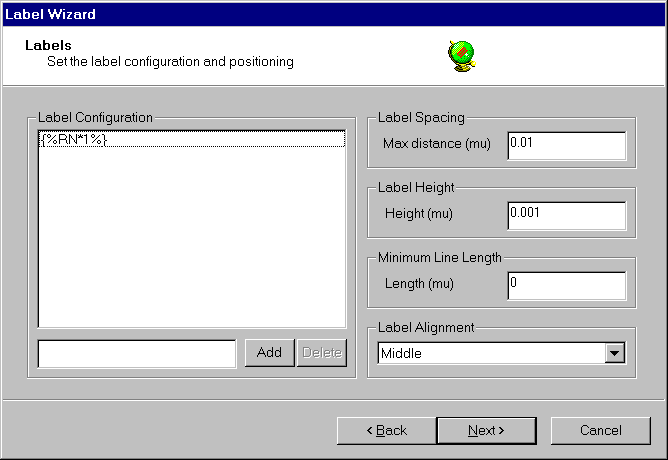 Label Wizard
Labels
Set the label configuration and positioning
Label Configuration
{%RN*1%}
Add
Delete
Label Spacing
Max distance (mu) 0.01
Label Height
Height (mu) 0.001
Minimum Line Length
Length (mu) 0
Label Alignment
Middle
< Back
Next >
Cancel